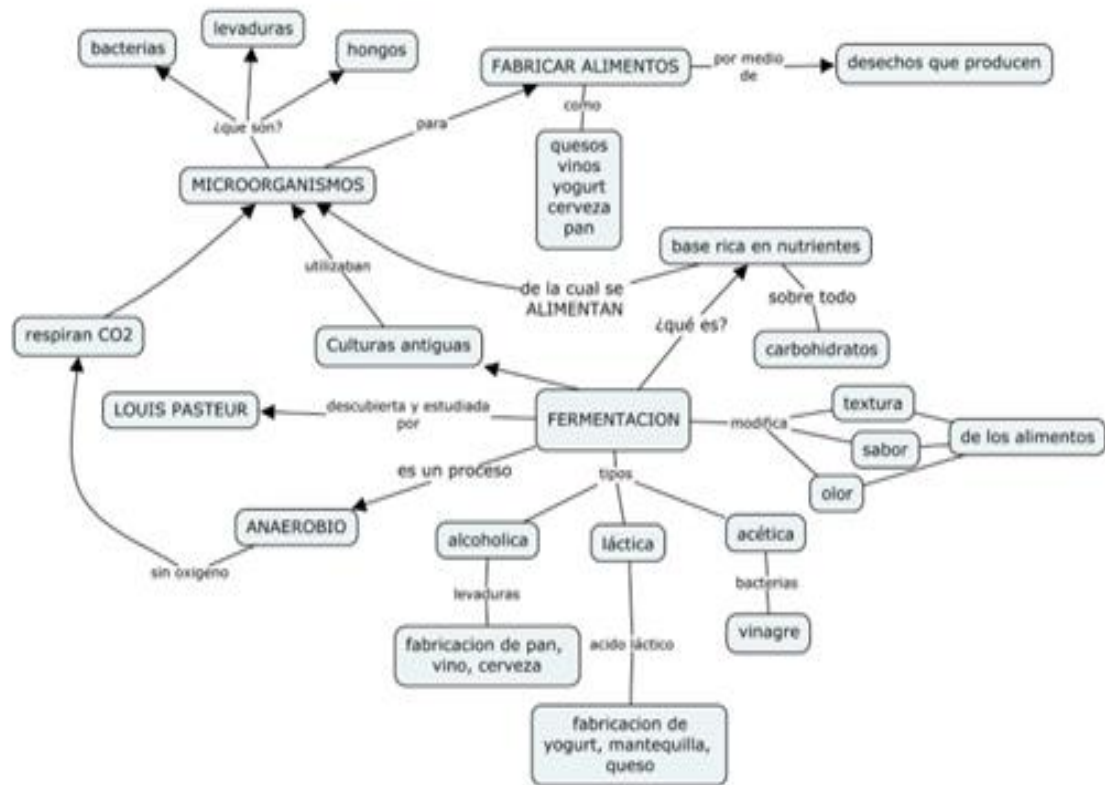 levaduras
bacterias
hongos
FABRICAR ALIMENTOS
por medio
de
desechos que producen
¿que son?
para
como
quesos
vinos
yogurt
cerveza
pan
MICROORGANISMOS
base rica en nutrientes
utilizaban
de la cual se
ALIMENTAN
sobre todo
¿qué es?
respiran CO2
Culturas antiguas
carbohidratos
LOUIS PASTEUR
descubierta y estudiada
por
FERMENTACION
modifica
textura
sabor
olor
de los alimentos
es un proceso
tipos
ANAEROBIO
sin oxigeno
alcoholica
láctica
acética
levaduras
bacterias
fabricacion de pan,
vino, cerveza
acido láctico
vinagre
fabricacion de
yogurt, mantequilla,
queso